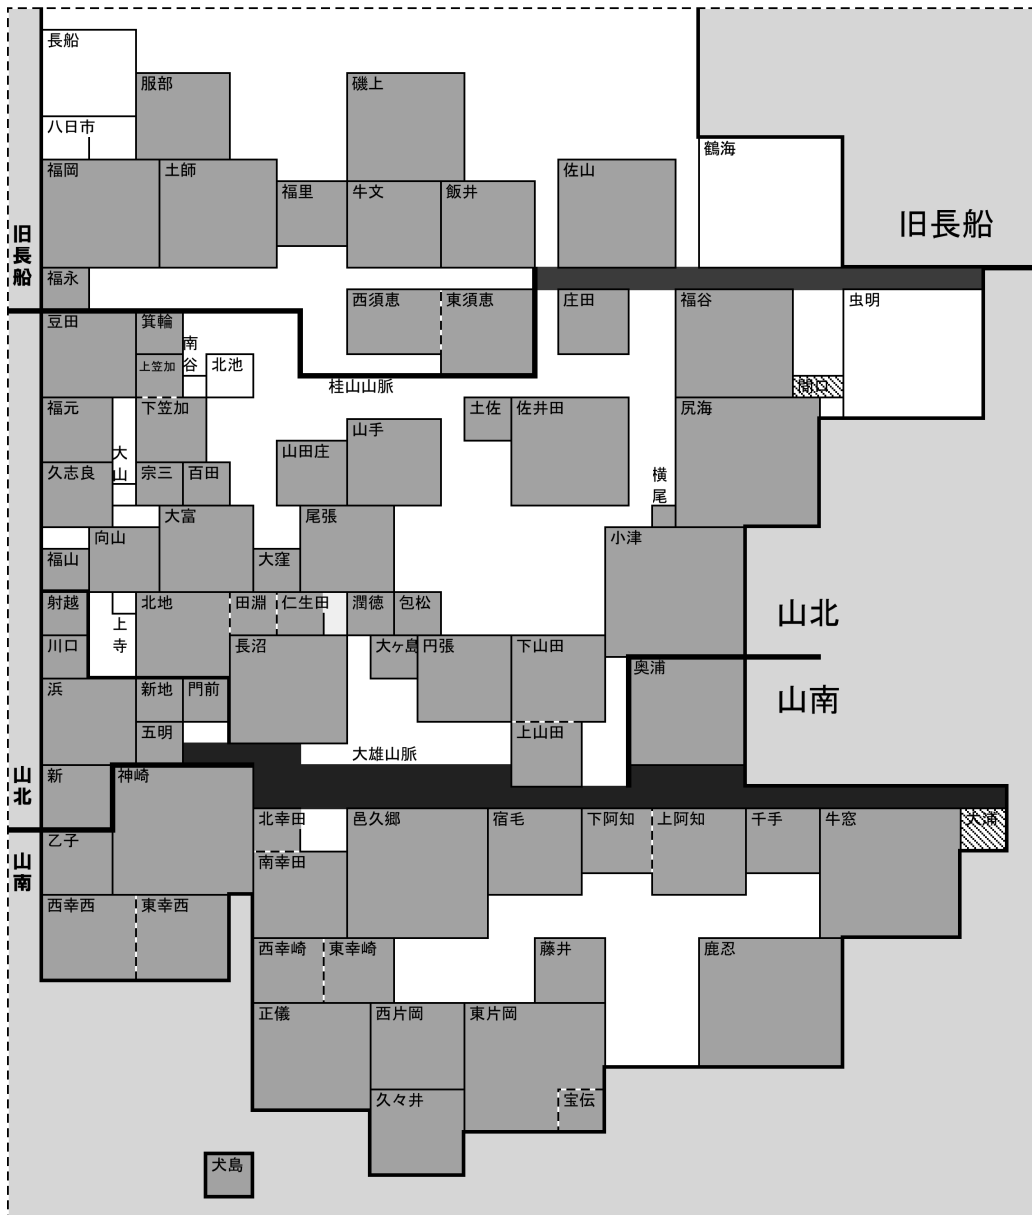 長船
服部
磯上
八日市
鶴海
福岡
土師
佐山
福里
牛文
飯井
旧長船
旧長船
福永
西須恵
東須恵
庄田
福谷
虫明
豆田
箕輪
南谷
上笠加
北池
桂山山脈
間口
福元
下笠加
土佐
佐井田
尻海
山手
山田庄
大山
久志良
宗三
百田
横尾
大富
尾張
向山
小津
福山
大窪
射越
北地
田淵
仁生田
潤徳
包松
上寺
山北
川口
長沼
大ヶ島
円張
下山田
奥浦
浜
新地
門前
山南
五明
上山田
大雄山脈
新
神崎
山北
北幸田
邑久郷
宿毛
下阿知
上阿知
千手
牛窓
大浦
乙子
山南
南幸田
西幸西
東幸西
西幸崎
東幸崎
藤井
鹿忍
正儀
西片岡
東片岡
久々井
宝伝
犬島